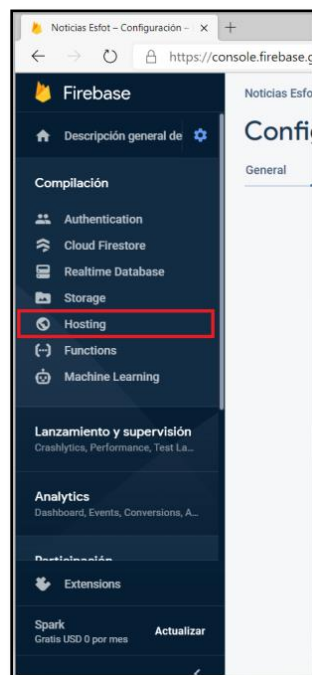 Noticias Esfot – Configuración –
https://console.firebase.g
Firebase
Noticias Esfo
Descripción general de
Confi
General
Compilación
Authentication
Cloud Firestore
Realtime Database
Storage
Hosting
Functions
Machine Learning
Lanzamiento y supervisión
Crashlytics, Performance, Test La...
Analytics
Dashboard, Events, Conversions, A...
Participación
Extensions
Spark
Gratis USD 0 por mes
Actualizar